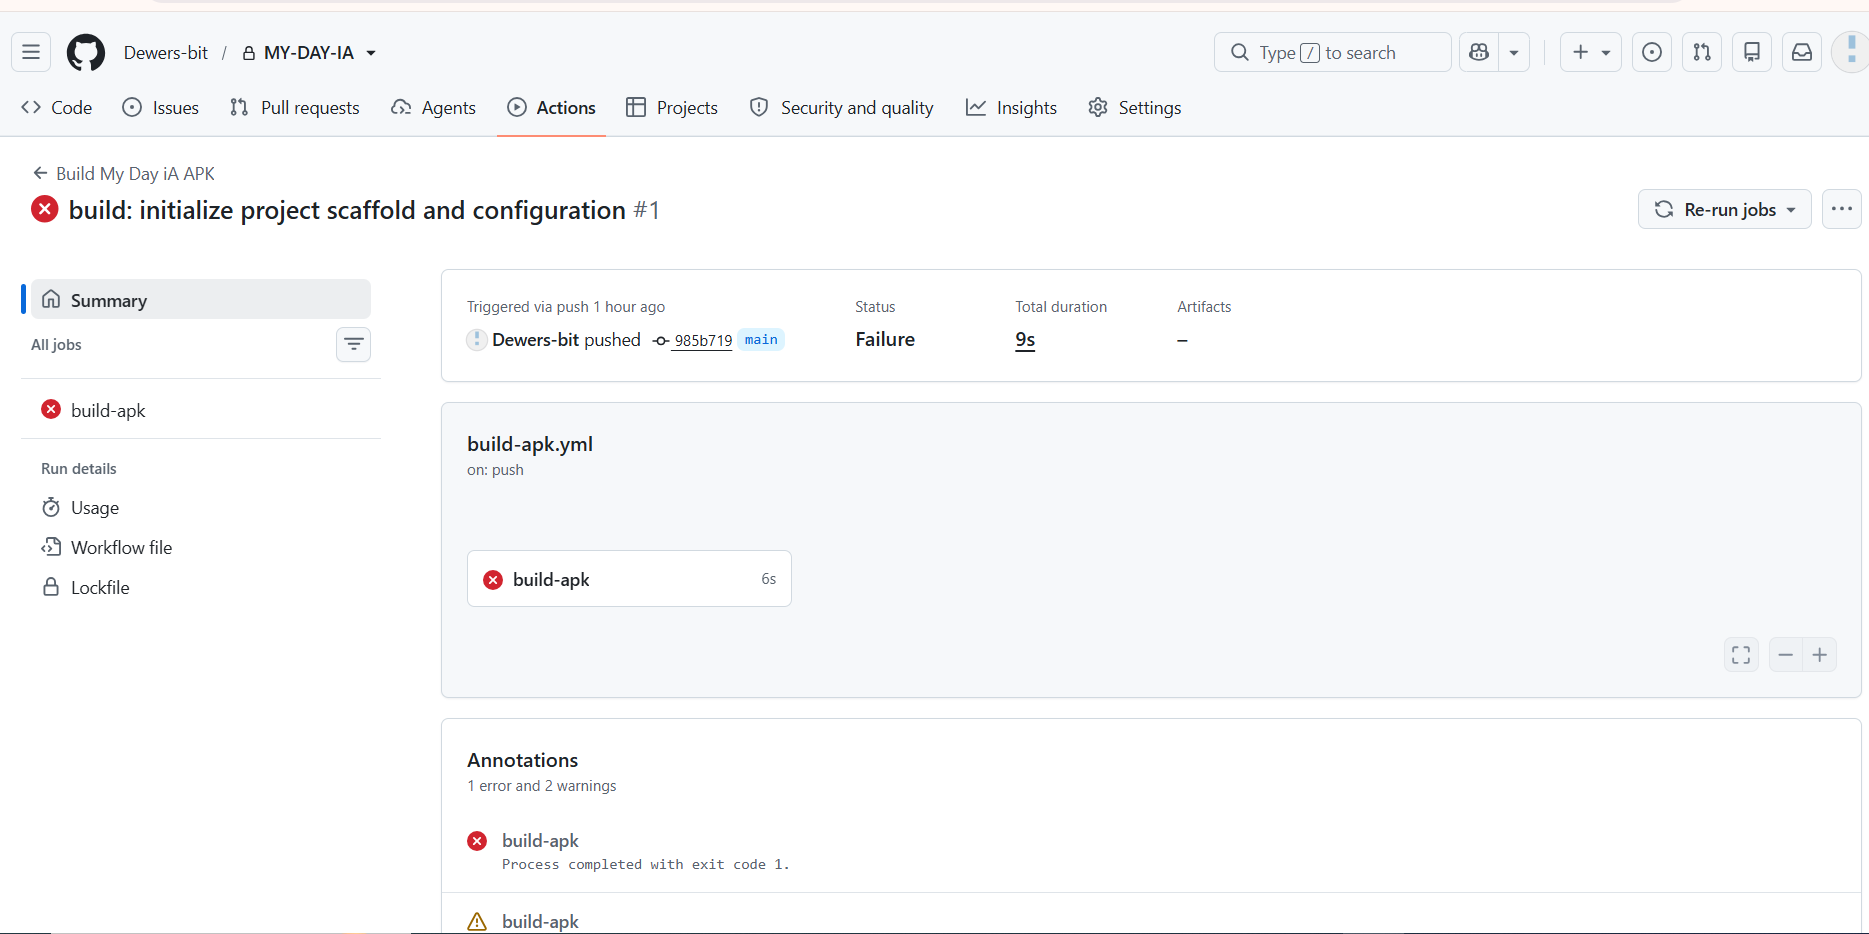 Dewers-bit / MY-DAY-IA
Type / to search
Code Issues Pull requests Agents Actions Projects Security and quality Insights Settings
Build My Day iA APK
build: initialize project scaffold and configuration #1
Re-run jobs
Summary
All jobs
build-apk
Run details
Usage
Workflow file
Lockfile
Triggered via push 1 hour ago
Dewers-bit pushed 985b719 main
Status
Failure
Total duration
9s
Artifacts
–
build-apk.yml
on: push
build-apk 6s
Annotations
1 error and 2 warnings
build-apk
Process completed with exit code 1.
build-apk